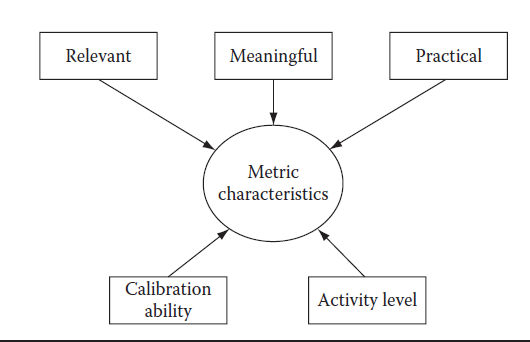 Relevant
Meaningful
Practical
Metric
characteristics
Calibration
ability
Activity level